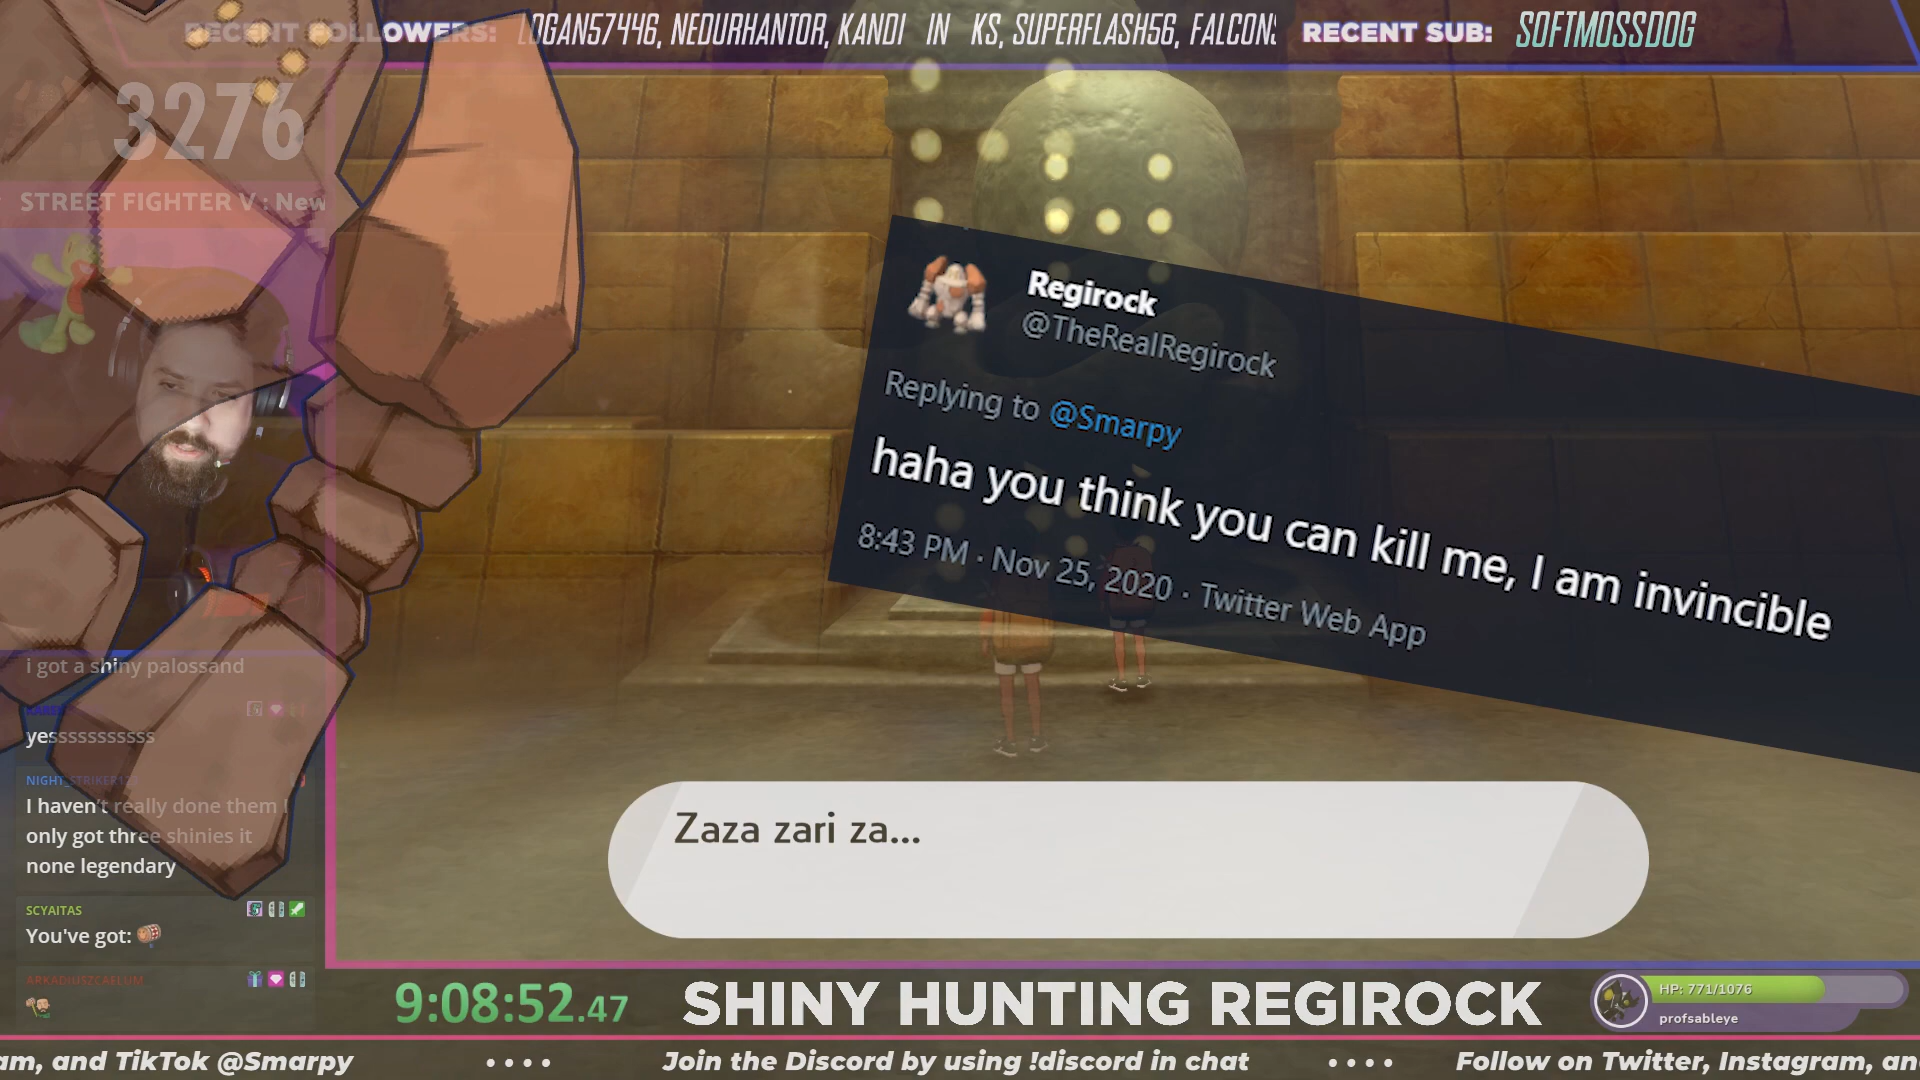 RECENT FOLLOWERS: OGAN57446, NEDURHANTOR, KANDI IN KS, SUPERFLASH56, FALCONS RECENT SUB: SOFTMOSSDOG
3276
STREET FIGHTER V : New
Regirock
@TheRealRegirock
Replying to @Smarpy
haha you think you can kill me, I am invincible
8:43 PM · Nov 25, 2020 · Twitter Web App
i got a shiny palossand
yesssssssssss
NIGHT_STRIKER123
I haven't really done them I
only got three shinies it
none legendary
SCYAITAS
You've got:
ARKADIUSZCAELUM
Zaza zari za...
9:08:52.47
SHINY HUNTING REGIROCK
HP: 771/1076
profsableye
am, and TikTok @Smarpy •••• Join the Discord by using !discord in chat •••• Follow on Twitter, Instagram, an